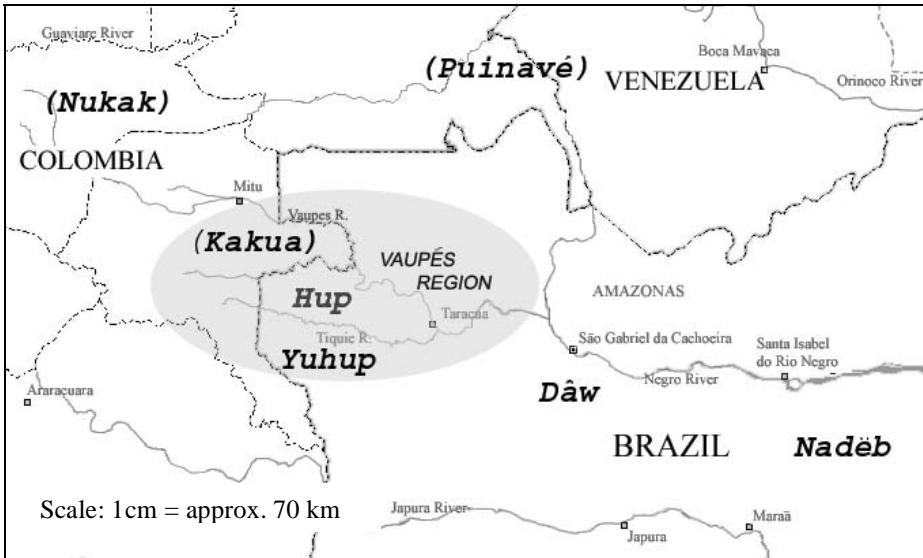 Guaviare River
(Puinavé)
Boca Mavaca
VENEZUELA
Orinoco River
(Nukak)
COLOMBIA
Mitu
Vaupes R.
(Kakua)
VAUPÉS
REGION
Hup
AMAZONAS
Taracua
Tiquie R.
São Gabriel da Cachoeira
Santa Isabel
do Rio Negro
Yuhup
Negro River
Araracuara
Dâw
BRAZIL
Nadëb
Scale: 1cm = approx. 70 km
Japura River
Japura
Maraã